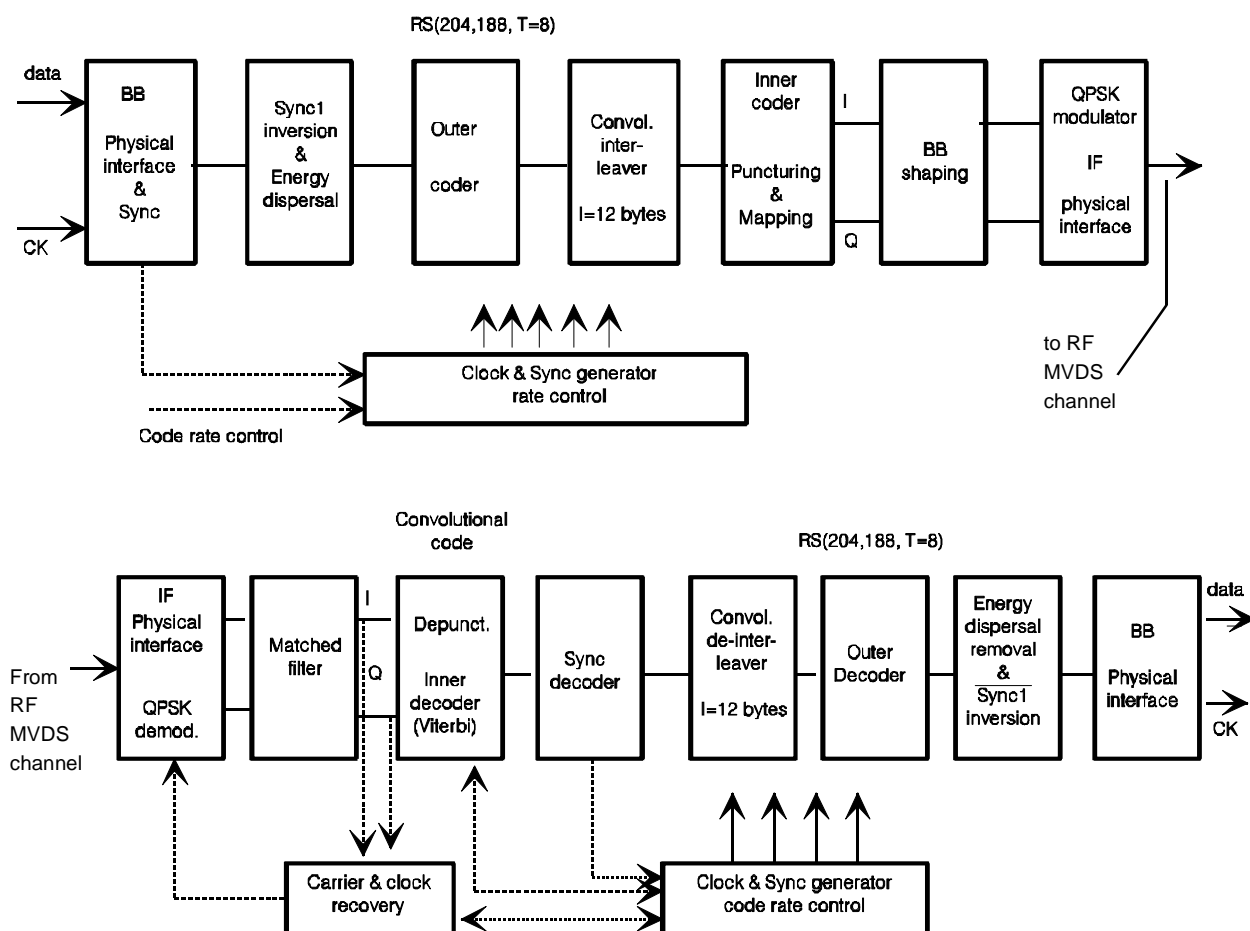 RS(204,188, T=8)
data
CK
BB
Physical
interface
&
Sync
Sync1
inversion
&
Energy
dispersal
Outer
coder
Convol.
inter-
leaver
I=12 bytes
Inner
coder
Puncturing
&
Mapping
I
Q
BB
shaping
QPSK
modulator
IF
physical
interface
to RF
MVDS
channel
Clock & Sync generator
rate control
Code rate control
Convolutional
code
RS(204,188, T=8)
From
RF
MVDS
channel
IF
Physical
interface
QPSK
demod.
Matched
filter
I
Q
Depunct.
Inner
decoder
(Viterbi)
Sync
decoder
Convol.
de-inter-
leaver
I=12 bytes
Outer
Decoder
Energy
dispersal
removal
&
Sync1
inversion
BB
Physical
interface
data
CK
Carrier & clock
recovery
Clock & Sync generator
code rate control